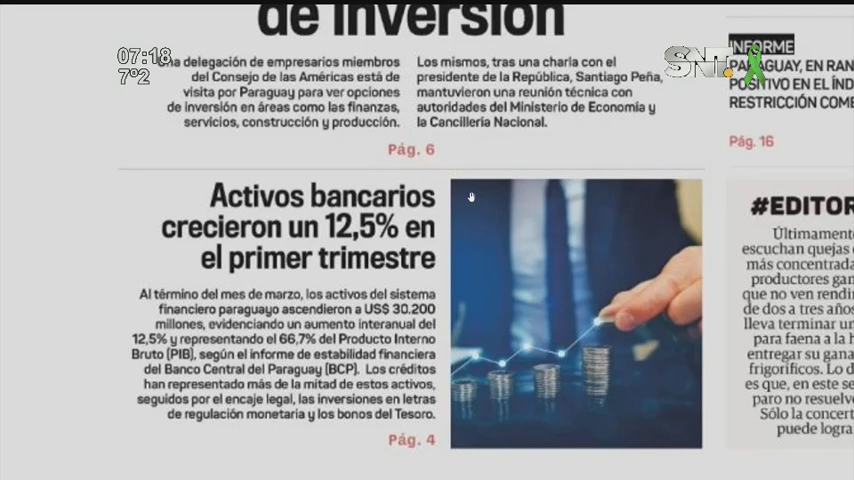 de inversión
07:18
7º2
Una delegación de empresarios miembros
del Consejo de las Américas está de
visita por Paraguay para ver opciones
de inversión en áreas como las finanzas,
servicios, construcción y producción.
Los mismos, tras una charla con el
presidente de la República, Santiago Peña,
mantuvieron una reunión técnica con
autoridades del Ministerio de Economía y
la Cancillería Nacional.
Pág. 6
SNT
INFORME
PARAGUAY, EN RAN
POSITIVO EN EL ÍND
RESTRICCIÓN COME
Pág. 16
Activos bancarios
crecieron un 12,5% en
el primer trimestre
Al término del mes de marzo, los activos del sistema
financiero paraguayo ascendieron a US$ 30.200
millones, evidenciando un aumento interanual del
12,5% y representando el 66,7% del Producto Interno
Bruto (PIB), según el informe de estabilidad financiera
del Banco Central del Paraguay (BCP). Los créditos
han representado más de la mitad de estos activos,
seguidos por el encaje legal, las inversiones en letras
de regulación monetaria y los bonos del Tesoro.
Pág. 4
#EDITOR
Últimamente
escuchan quejas
más concentrada
productores gan
que no ven rendi
de dos a tres años
lleva terminar un
para faena a la h
entregar su gana
frigoríficos. Lo d
es que, en este se
paro no resuelve
Sólo la concert
puede logra